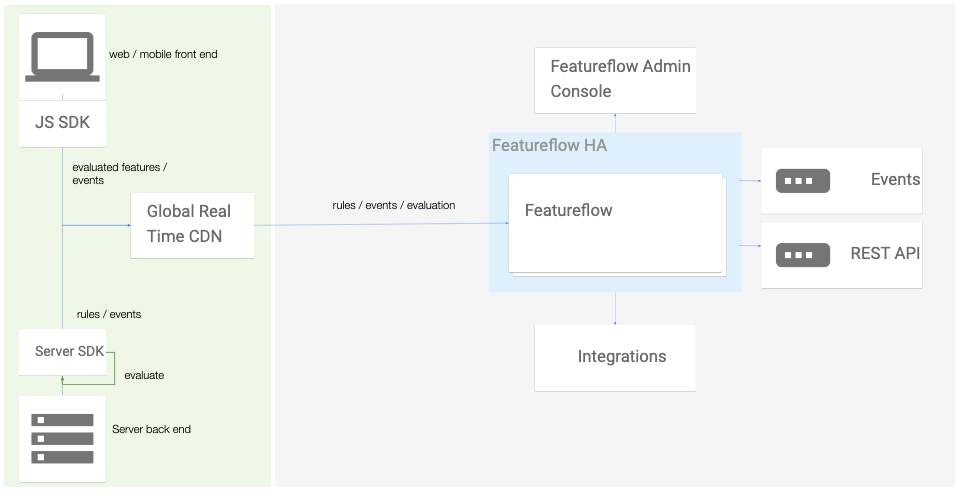 web / mobile front end
JS SDK
evaluated features /
events
Global Real
Time CDN
rules / events
Server SDK
evaluate
Server back end
rules / events / evaluation
Featureflow Admin
Console
Featureflow HA
Featureflow
Events
REST API
Integrations